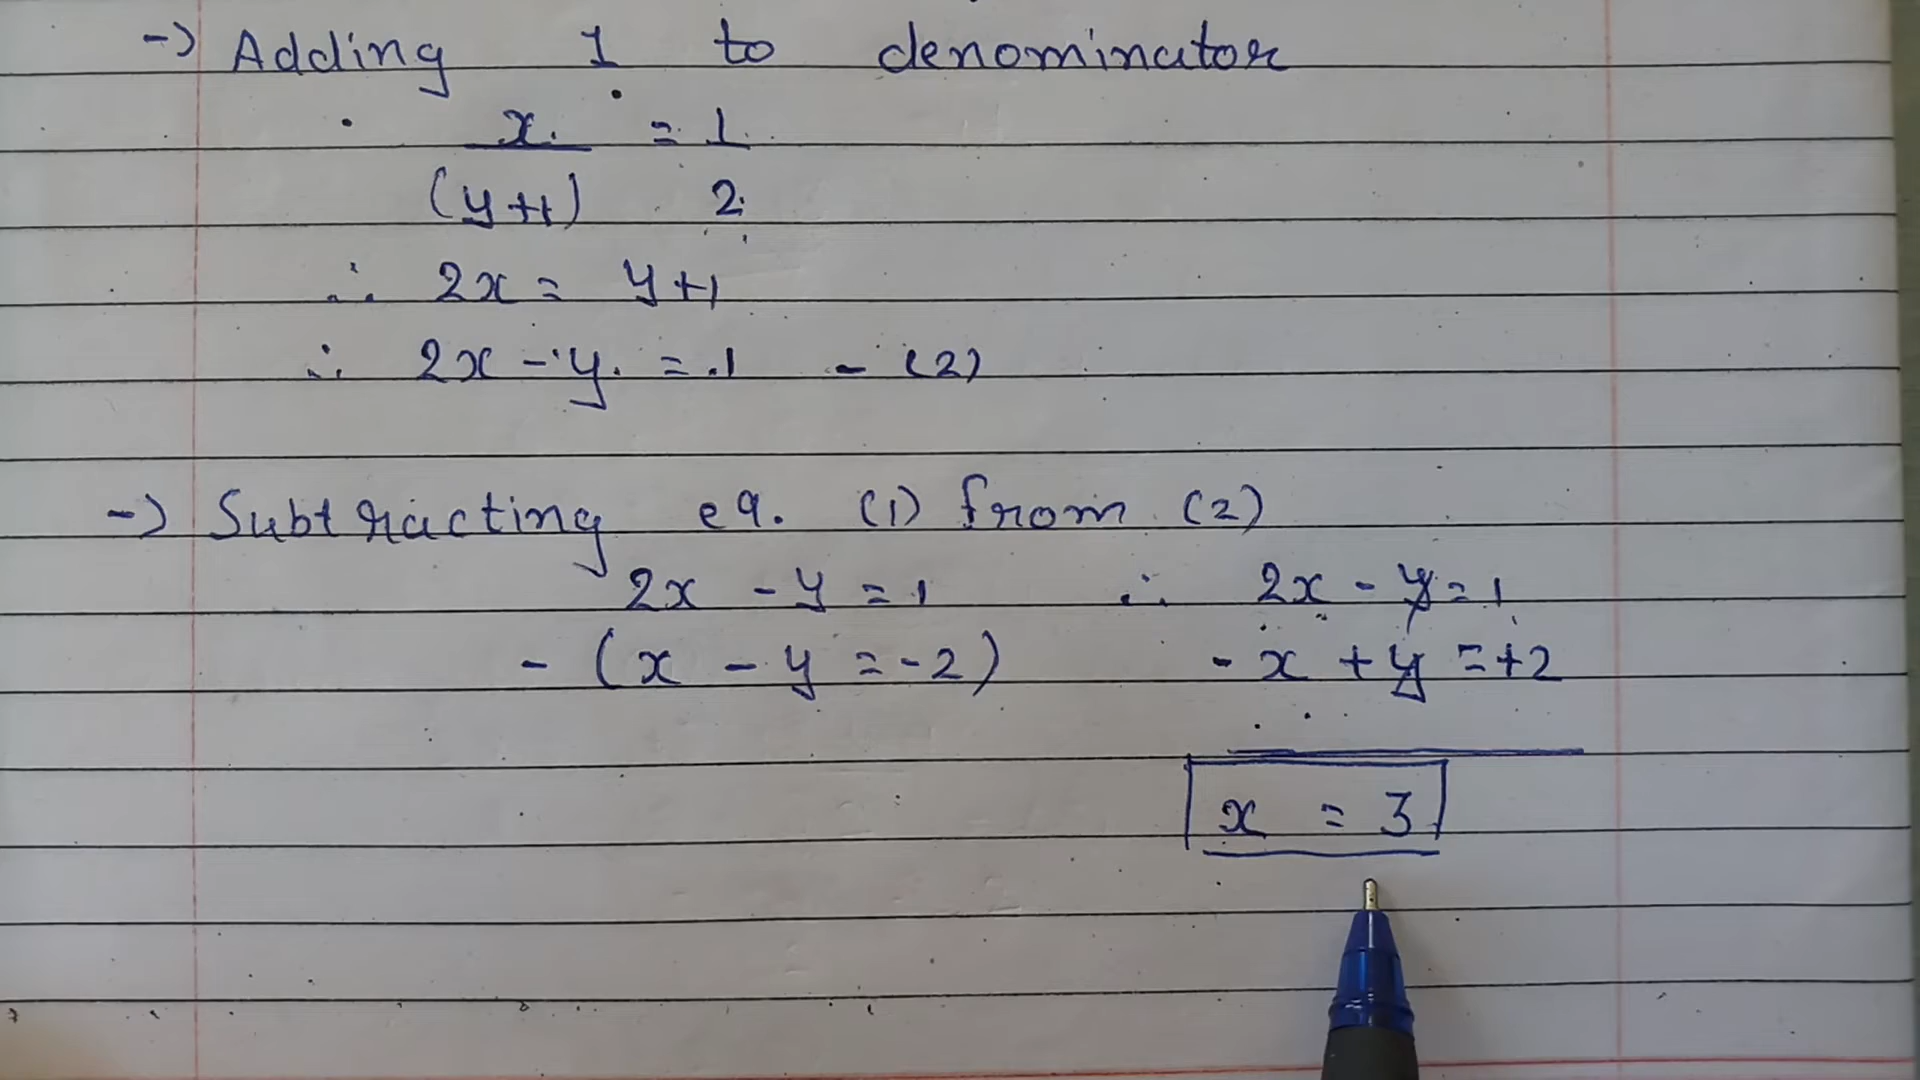 -> Adding 1 to denominator
x = 1
(y+1) 2
∴ 2x = y+1
∴ 2x - y = 1 - (2)
-> Subtracting eq. (1) from (2)
2x - y = 1 ∴ 2x - y = 1
- (x - y = -2) - x + y = +2
x = 3